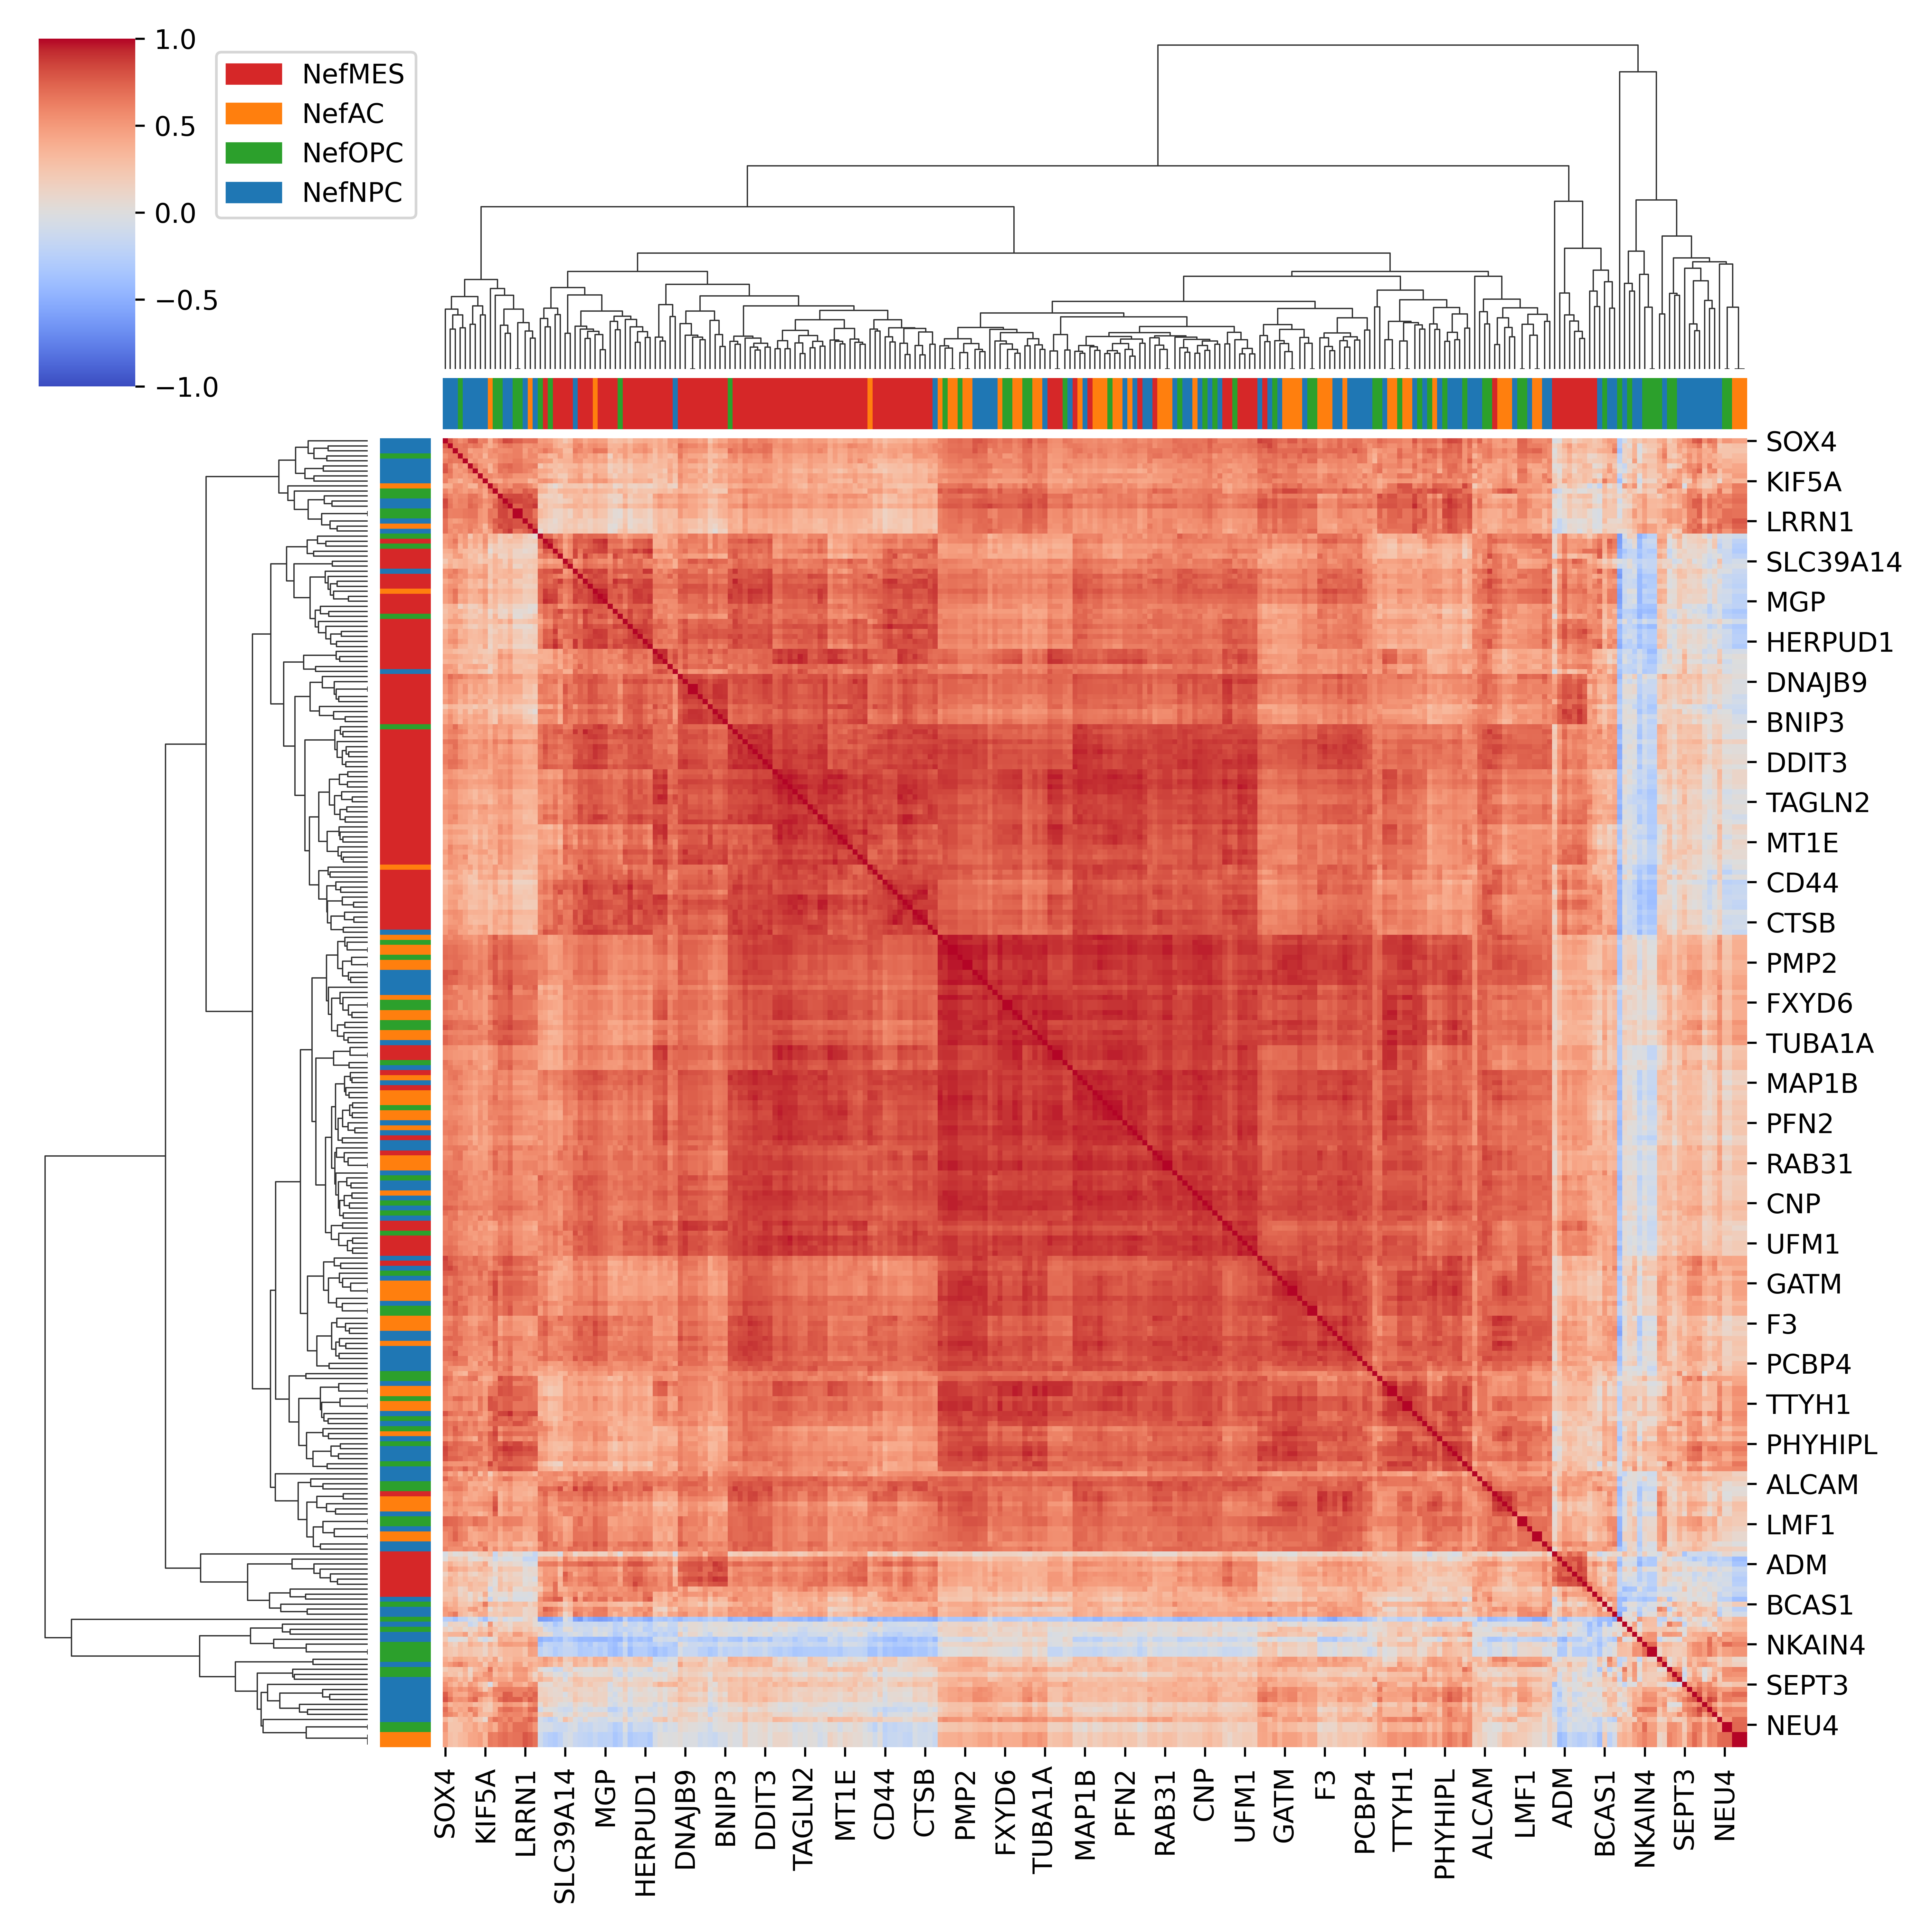 1.0
0.5
0.0
−0.5
−1.0
NefMES
NefAC
NefOPC
NefNPC
SOX4
KIF5A
LRRN1
SLC39A14
MGP
HERPUD1
DNAJB9
BNIP3
DDIT3
TAGLN2
MT1E
CD44
CTSB
PMP2
FXYD6
TUBA1A
MAP1B
PFN2
RAB31
CNP
UFM1
GATM
F3
PCBP4
TTYH1
PHYHIPL
ALCAM
LMF1
ADM
BCAS1
NKAIN4
SEPT3
NEU4
SOX4
KIF5A
LRRN1
SLC39A14
MGP
HERPUD1
DNAJB9
BNIP3
DDIT3
TAGLN2
MT1E
CD44
CTSB
PMP2
FXYD6
TUBA1A
MAP1B
PFN2
RAB31
CNP
UFM1
GATM
F3
PCBP4
TTYH1
PHYHIPL
ALCAM
LMF1
ADM
BCAS1
NKAIN4
SEPT3
NEU4